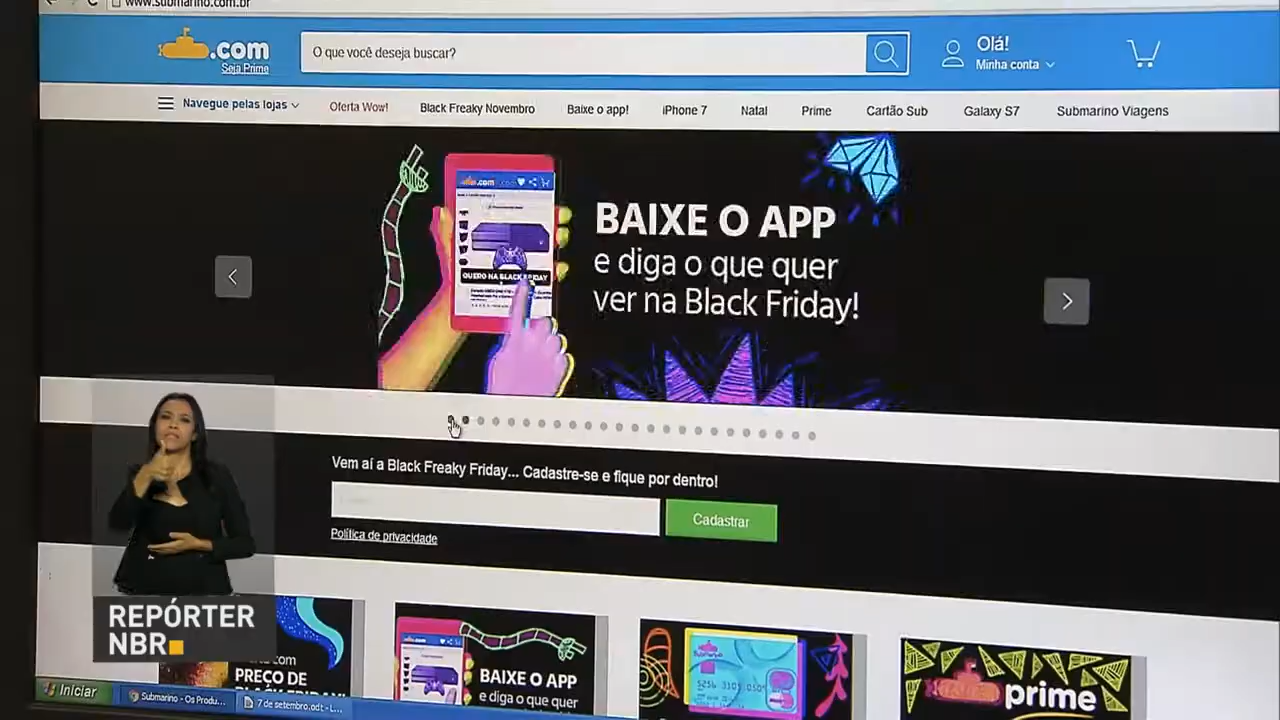 www.submarino.com.br
.com
Seja Prime
O que você deseja buscar?
Olá!
Minha conta
Navegue pelas lojas
Oferta Wow!
Black Freaky Novembro
Baixe o app!
iPhone 7
Natal
Prime
Cartão Sub
Galaxy S7
Submarino Viagens
.com
QUERO NA BLACK FRIDAY
BAIXE O APP
e diga o que quer
ver na Black Friday!
Vem aí a Black Freaky Friday... Cadastre-se e fique por dentro!
Cadastrar
Política de privacidade
REPÓRTER
NBR
com
PREÇO DE
BLACK FRIDAY!
.com
BAIXE O APP
e diga o que quer
prime
Iniciar
Submarino - Os Produ...
7 de setembro.odt - L...